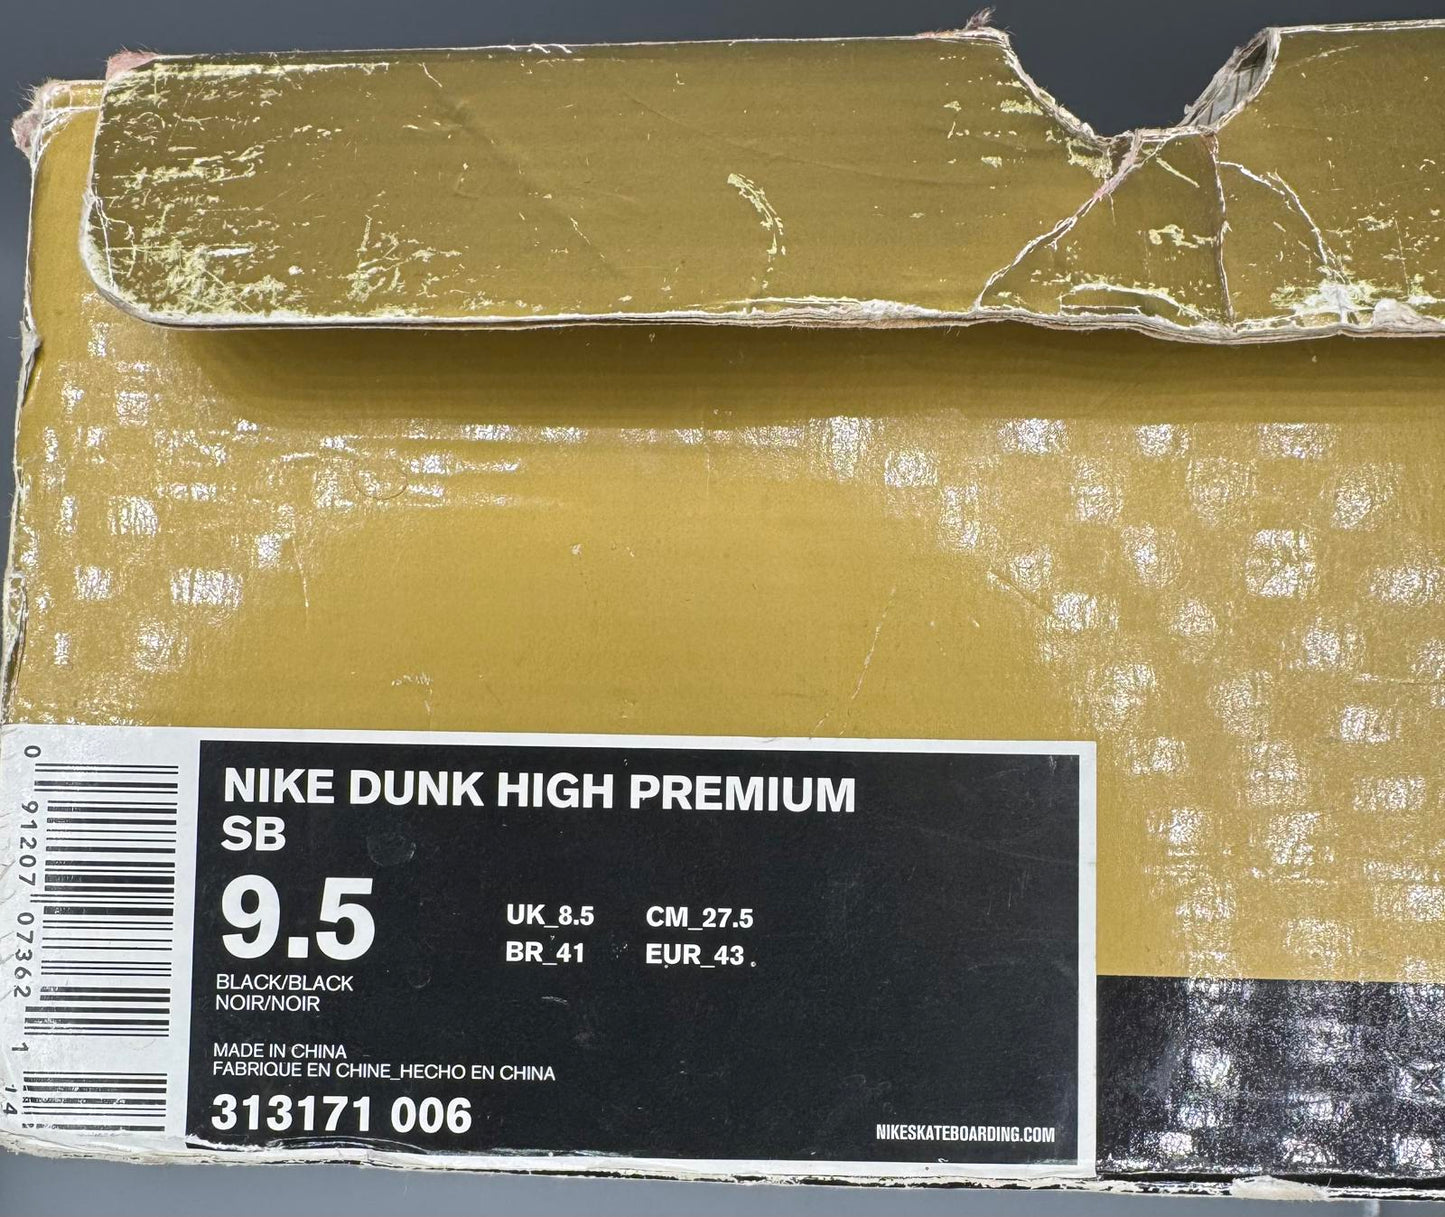 NIKE DUNK HIGH PREMIUM
SB
9.5
UK_8.5 CM_27.5
BR_41 EUR_43
BLACK/BLACK
NOIR/NOIR
MADE IN CHINA
FABRIQUE EN CHINE_HECHO EN CHINA
313171 006
NIKESKATEBOARDING.COM
0 91207 07362 1
14